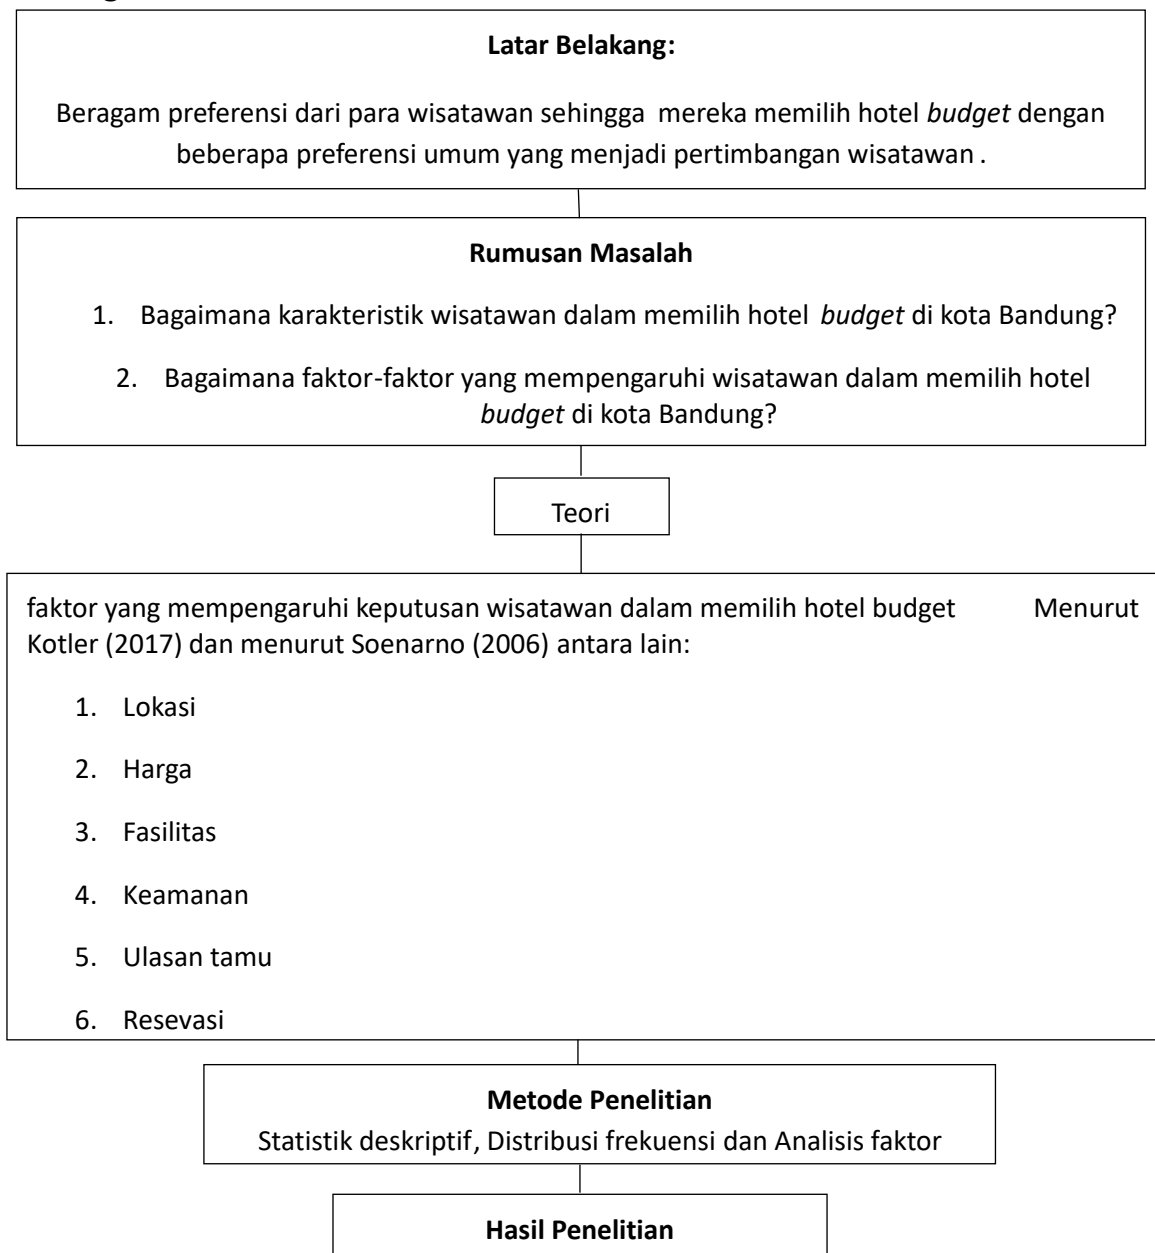 Latar Belakang:
Beragam preferensi dari para wisatawan sehingga mereka memilih hotel budget dengan
beberapa preferensi umum yang menjadi pertimbangan wisatawan .
Rumusan Masalah
1. Bagaimana karakteristik wisatawan dalam memilih hotel budget di kota Bandung?
2. Bagaimana faktor-faktor yang mempengaruhi wisatawan dalam memilih hotel
budget di kota Bandung?
Teori
faktor yang mempengaruhi keputusan wisatawan dalam memilih hotel budget Menurut
Kotler (2017) dan menurut Soenarno (2006) antara lain:
1. Lokasi
2. Harga
3. Fasilitas
4. Keamanan
5. Ulasan tamu
6. Resevasi
Metode Penelitian
Statistik deskriptif, Distribusi frekuensi dan Analisis faktor
Hasil Penelitian